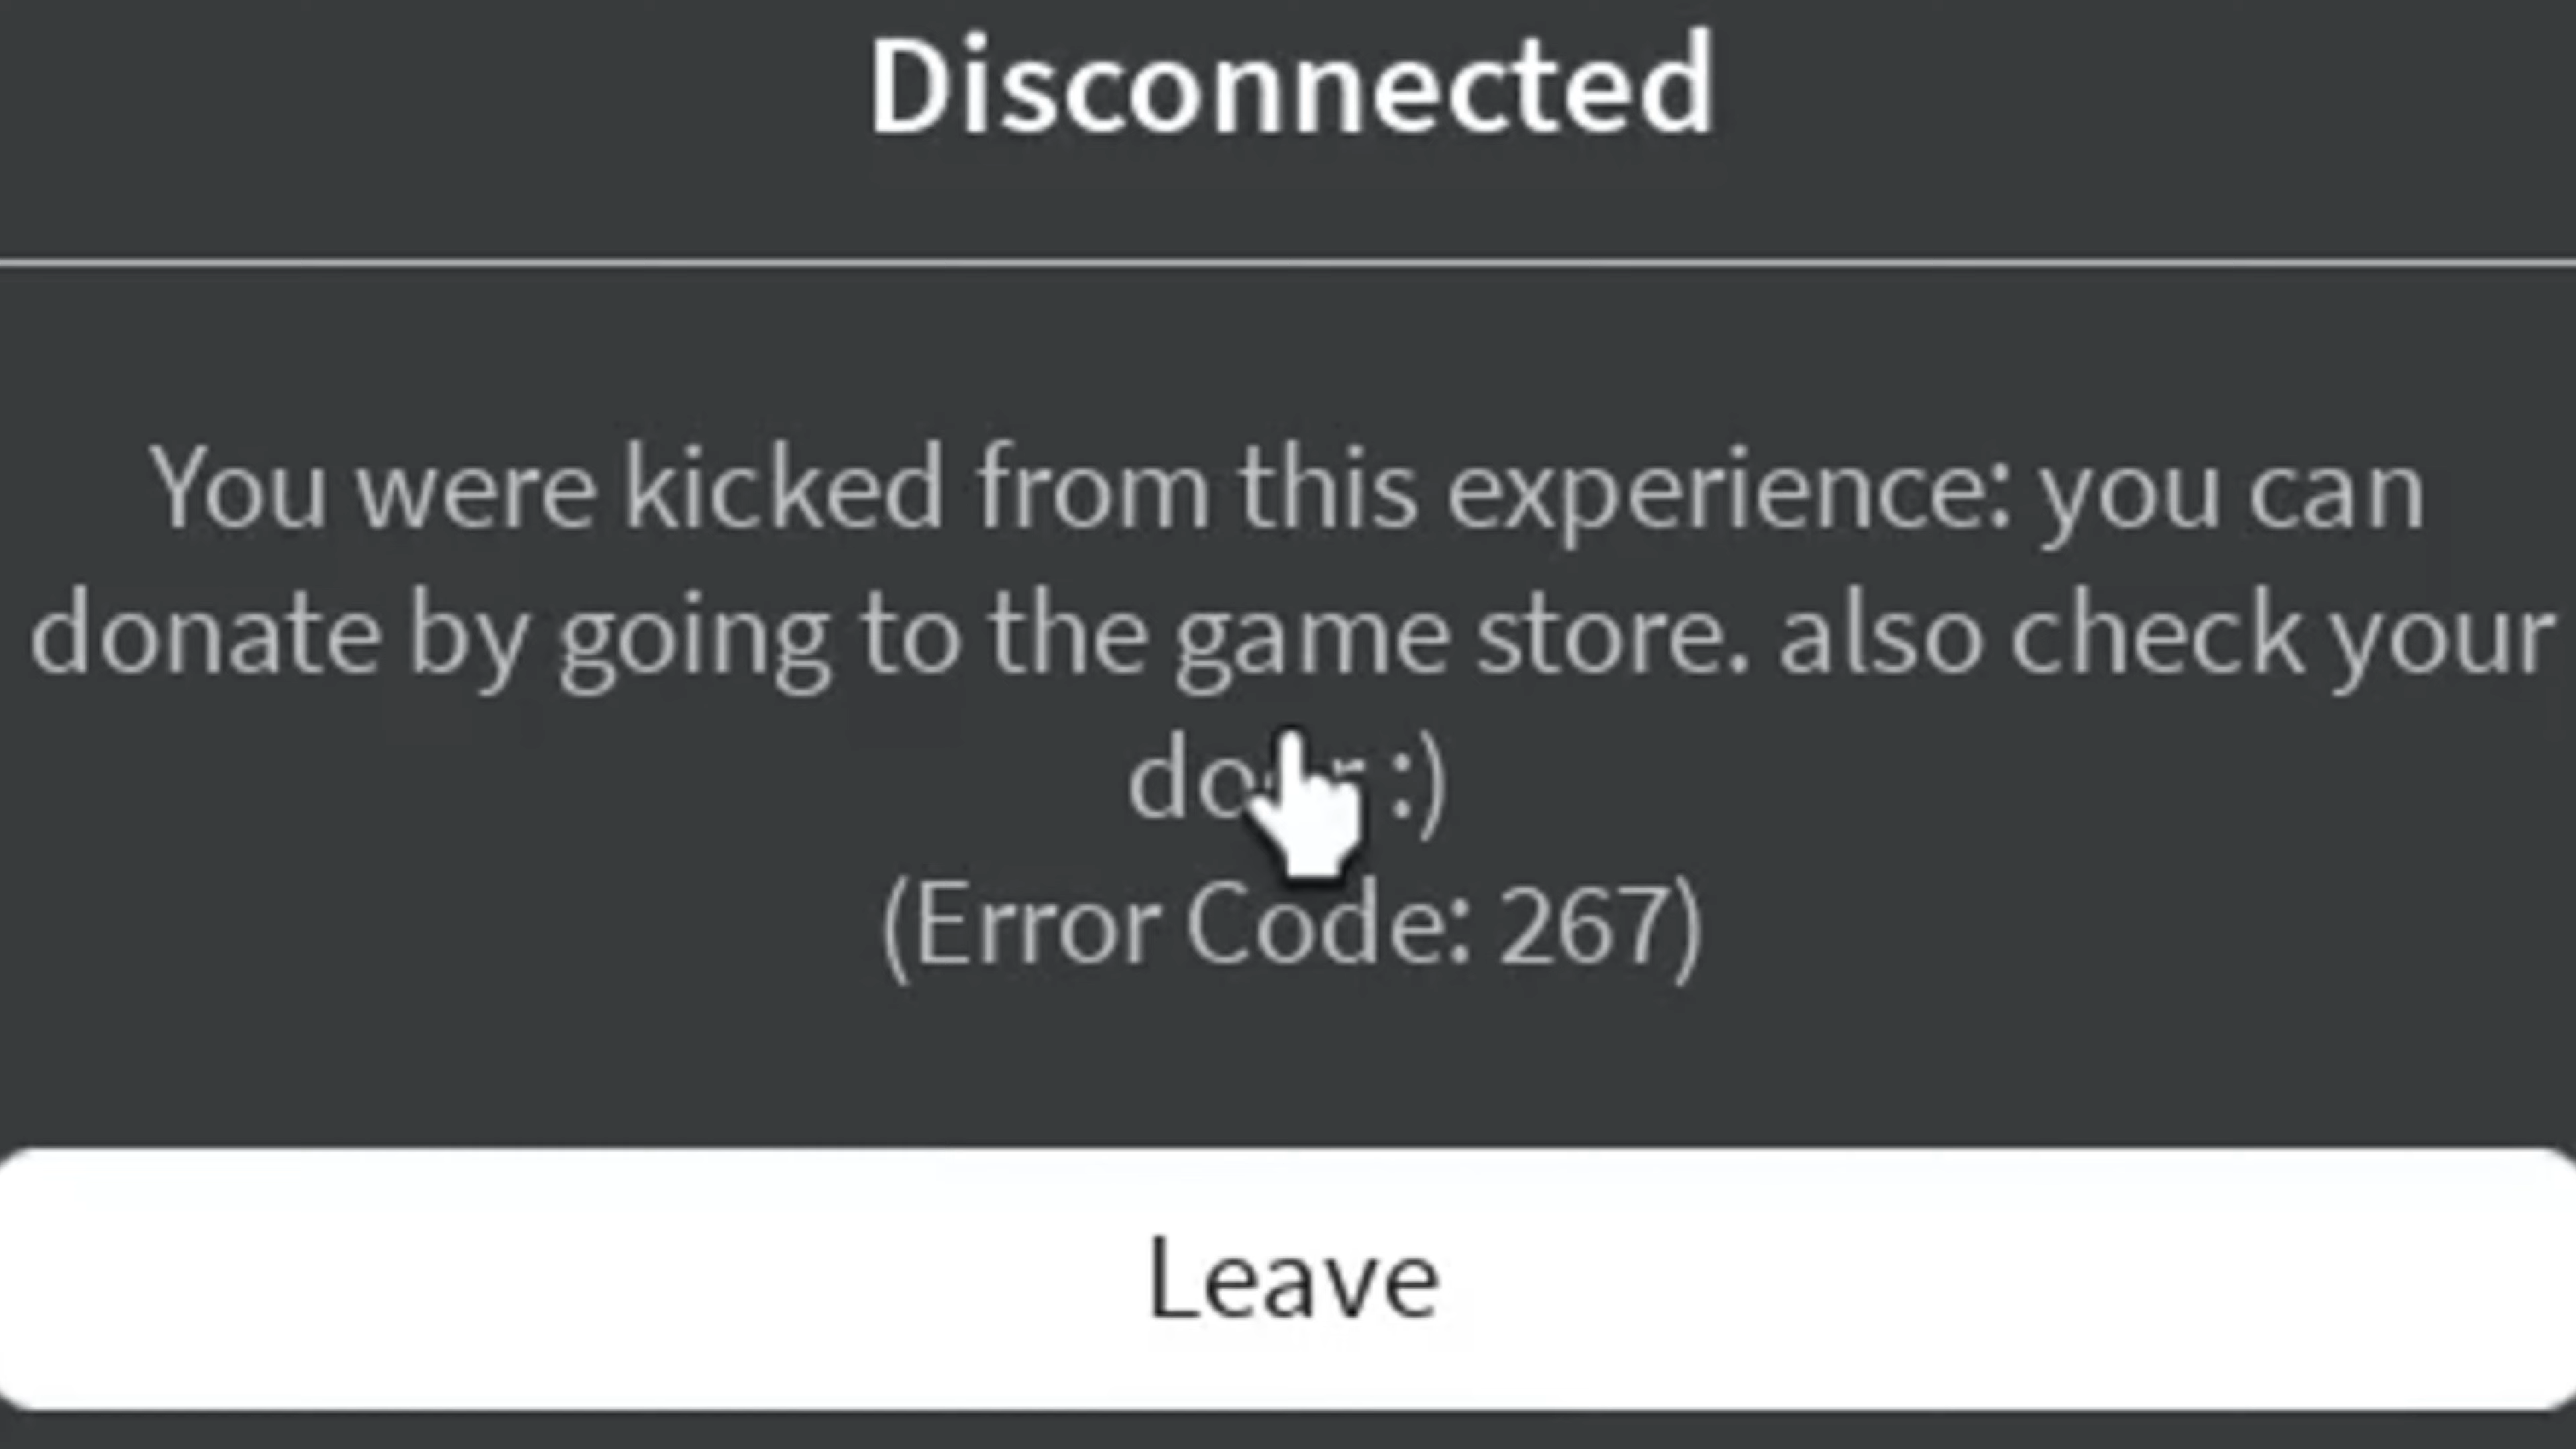 Disconnected
You were kicked from this experience: you can
donate by going to the game store. also check your
:)
(Error Code: 267)
Leave